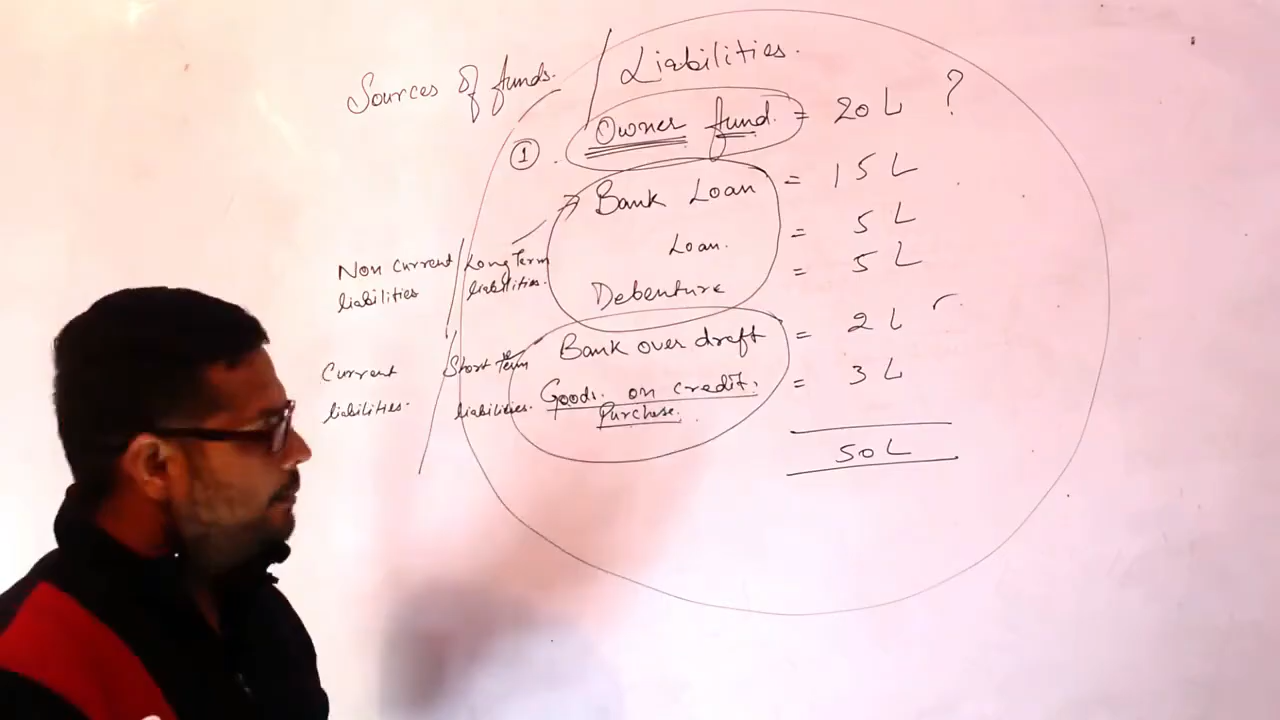 Sources of funds. / Liabilities.
① . Owner fund. = 20 L ?
Bank Loan = 15 L
Loan. = 5 L
Non Current / Long Term
liabilities liabilities.
Debenture = 5 L
Bank over draft = 2 L
Current / Short Term
liabilities. liabilities.
Goods. on credit. = 3 L
Purchase.
50 L